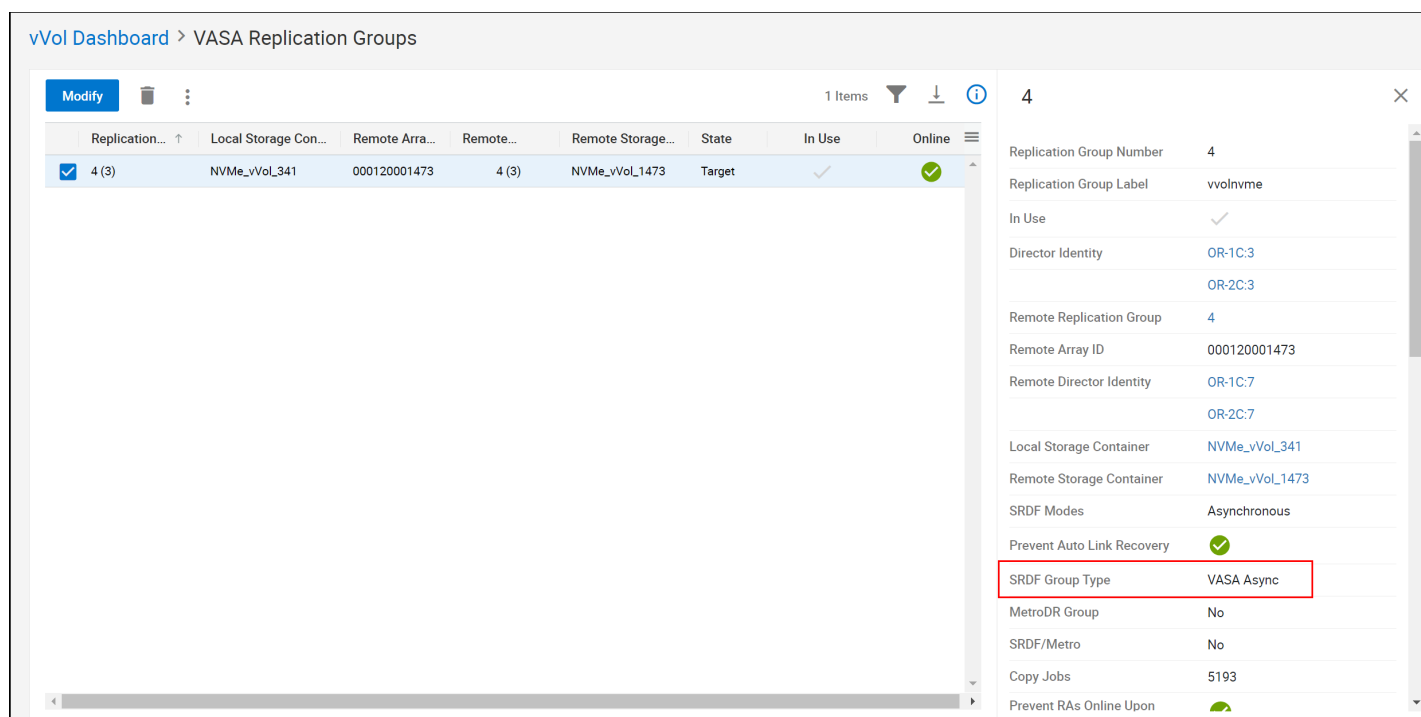 vVol Dashboard > VASA Replication Groups
Modify
1 Items
Replication... ↑ Local Storage Con... Remote Arra... Remote... Remote Storage... State In Use Online
4 (3) NVMe_vVol_341 000120001473 4 (3) NVMe_vVol_1473 Target
4
Replication Group Number 4
Replication Group Label vvolnvme
In Use
Director Identity OR-1C:3
OR-2C:3
Remote Replication Group 4
Remote Array ID 000120001473
Remote Director Identity OR-1C:7
OR-2C:7
Local Storage Container NVMe_vVol_341
Remote Storage Container NVMe_vVol_1473
SRDF Modes Asynchronous
Prevent Auto Link Recovery
SRDF Group Type VASA Async
MetroDR Group No
SRDF/Metro No
Copy Jobs 5193
Prevent RAs Online Upon